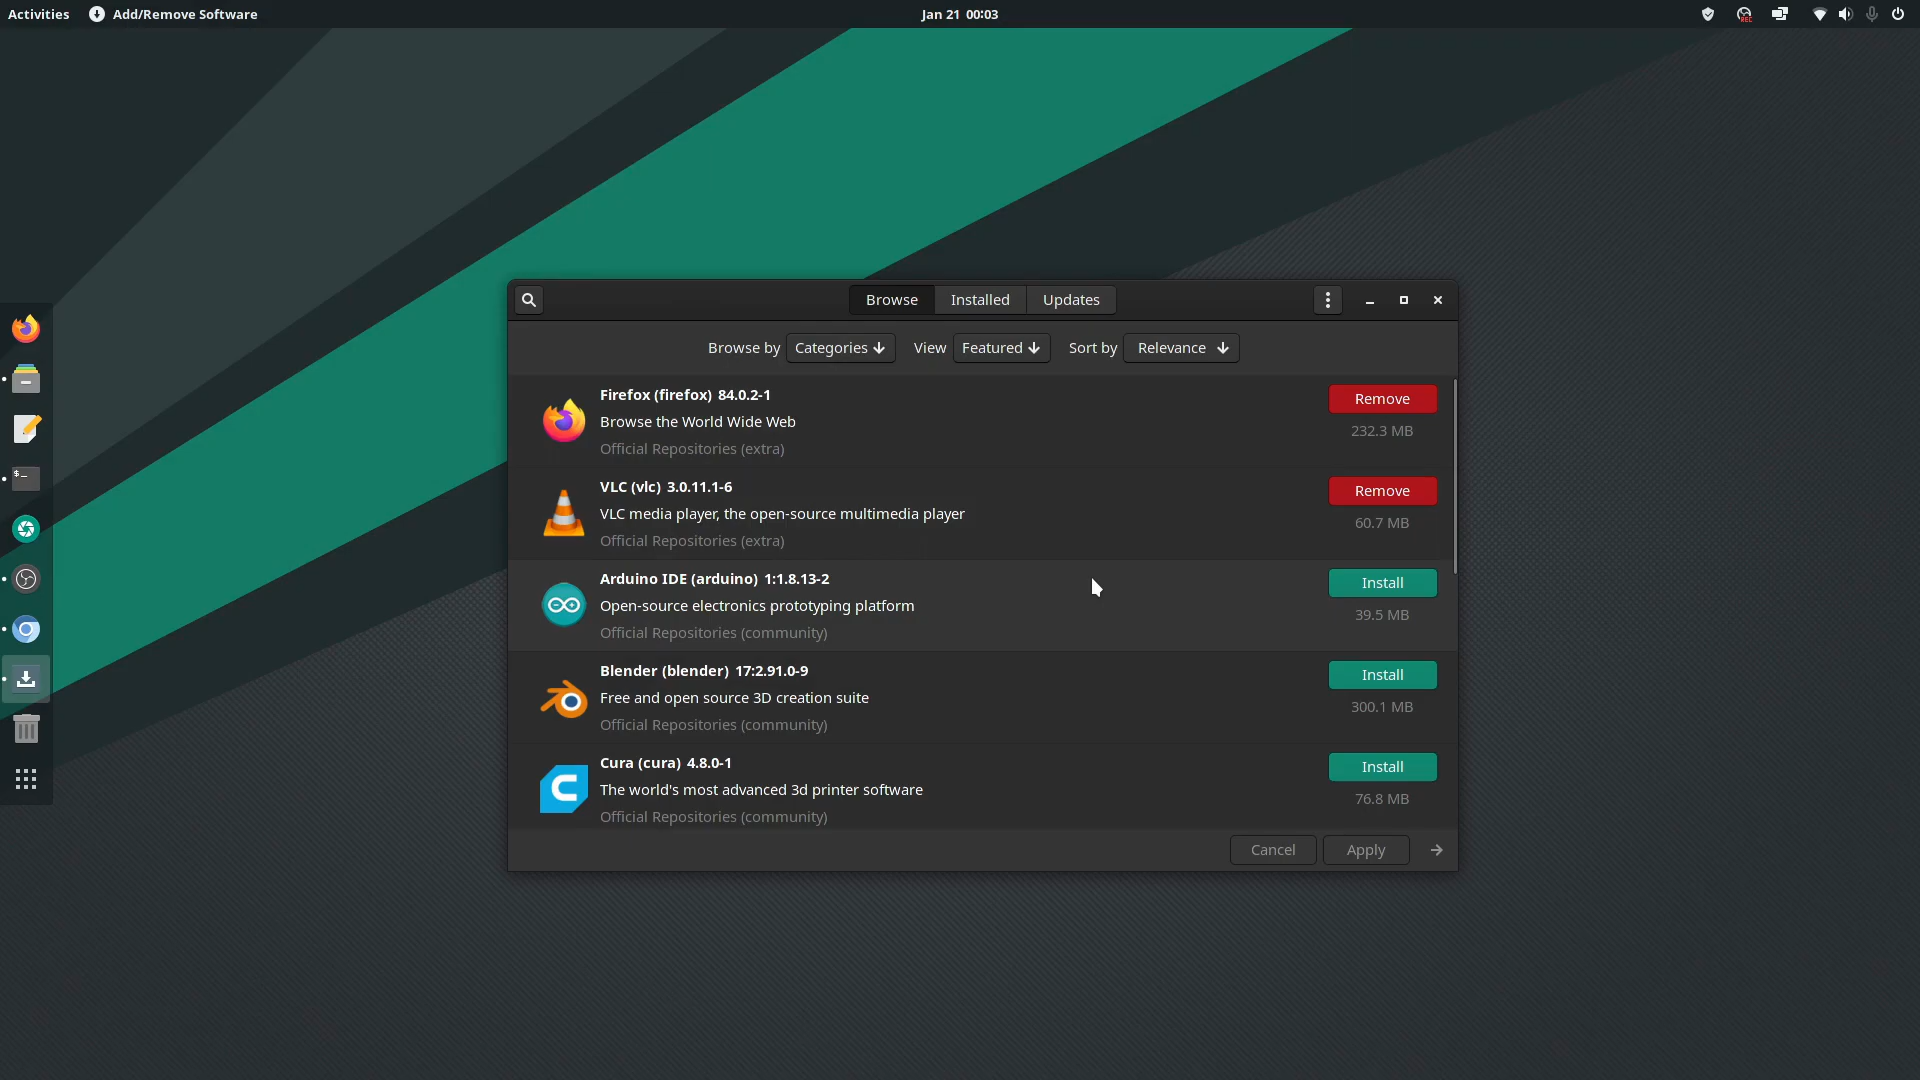 Activities Add/Remove Software Jan 21 00:03
REC
Browse Installed Updates
Browse by Categories View Featured Sort by Relevance
Firefox (firefox) 84.0.2-1
Browse the World Wide Web
Official Repositories (extra)
Remove
232.3 MB
VLC (vlc) 3.0.11.1-6
VLC media player, the open-source multimedia player
Official Repositories (extra)
Remove
60.7 MB
Arduino IDE (arduino) 1:1.8.13-2
Open-source electronics prototyping platform
Official Repositories (community)
Install
39.5 MB
Blender (blender) 17:2.91.0-9
Free and open source 3D creation suite
Official Repositories (community)
Install
300.1 MB
Cura (cura) 4.8.0-1
The world's most advanced 3d printer software
Official Repositories (community)
Install
76.8 MB
Cancel Apply